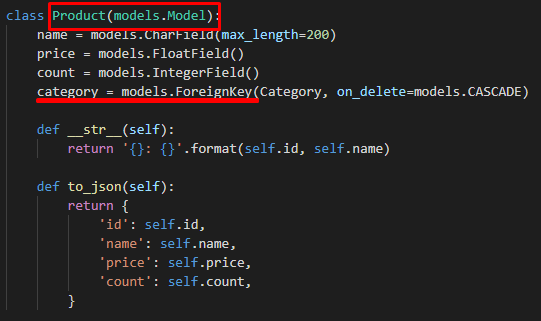 class Product(models.Model):
    name = models.CharField(max_length=200)
    price = models.FloatField()
    count = models.IntegerField()
    category = models.ForeignKey(Category, on_delete=models.CASCADE)
    def __str__(self):
        return '{}: {}'.format(self.id, self.name)
    def to_json(self):
        return {
            'id': self.id,
            'name': self.name,
            'price': self.price,
            'count': self.count,
        }